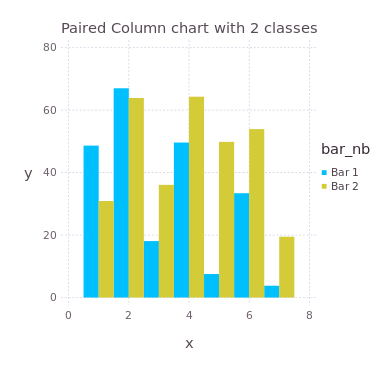 Paired Column chart with 2 classes
80
60
40
20
0
y
0 2 4 6 8
x
bar_nb
Bar 1
Bar 2